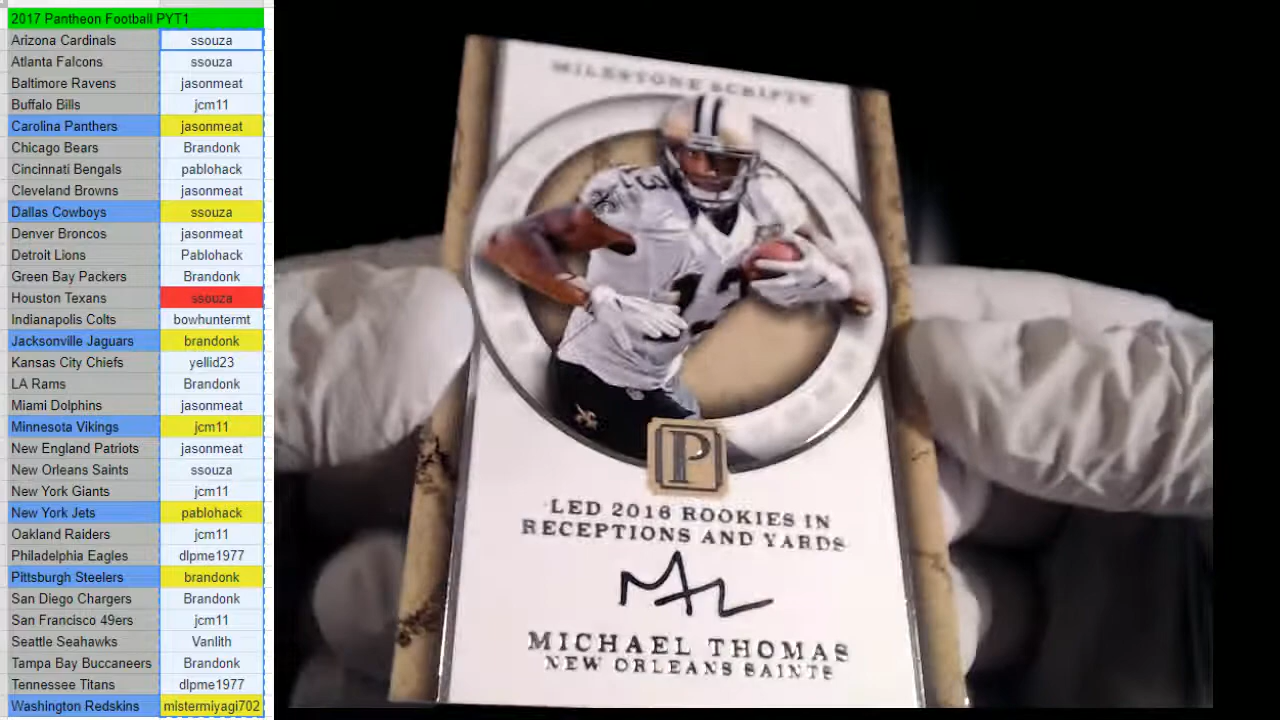 2017 Pantheon Football PYT1
Arizona Cardinals ssouza
Atlanta Falcons ssouza
Baltimore Ravens jasonmeat
Buffalo Bills jcm11
Carolina Panthers jasonmeat
Chicago Bears Brandonk
Cincinnati Bengals pablohack
Cleveland Browns jasonmeat
Dallas Cowboys ssouza
Denver Broncos jasonmeat
Detroit Lions Pablohack
Green Bay Packers Brandonk
Houston Texans ssouza
Indianapolis Colts bowhuntermt
Jacksonville Jaguars brandonk
Kansas City Chiefs yellid23
LA Rams Brandonk
Miami Dolphins jasonmeat
Minnesota Vikings jcm11
New England Patriots jasonmeat
New Orleans Saints ssouza
New York Giants jcm11
New York Jets pablohack
Oakland Raiders jcm11
Philadelphia Eagles dlpme1977
Pittsburgh Steelers brandonk
San Diego Chargers Brandonk
San Francisco 49ers jcm11
Seattle Seahawks Vanlith
Tampa Bay Buccaneers Brandonk
Tennessee Titans dlpme1977
Washington Redskins mistermiyagi702
MILESTONE SCRIPTS
13
P
LED 2016 ROOKIES IN
RECEPTIONS AND YARDS
MICHAEL THOMAS
NEW ORLEANS SAINTS